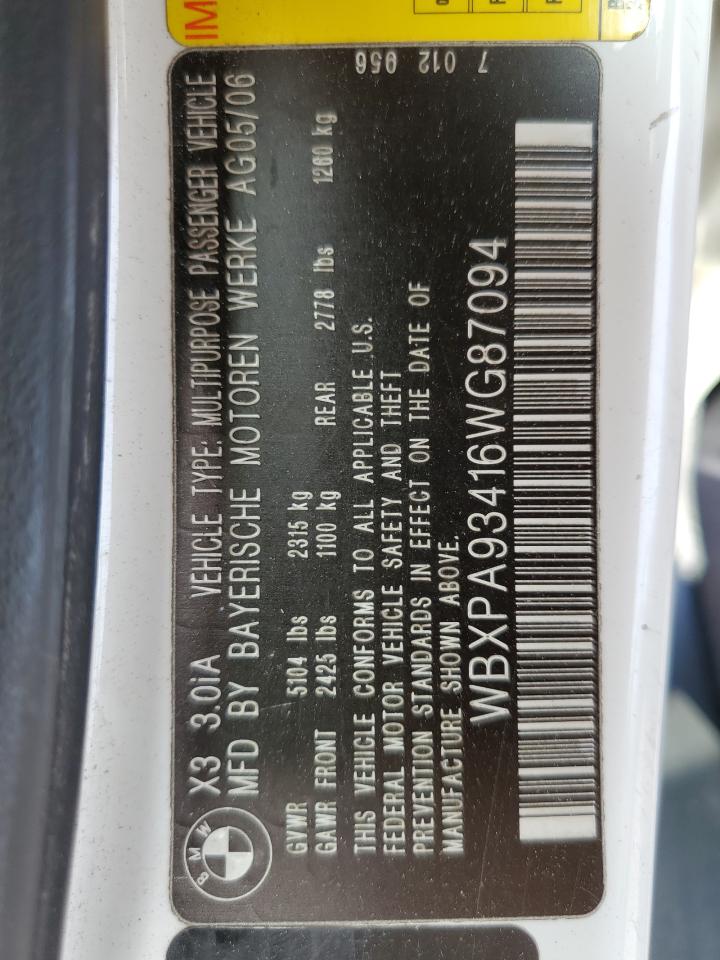 IM
BMW
X3 3.0iA VEHICLE TYPE: MULTIPURPOSE PASSENGER VEHICLE
MFD BY BAYERISCHE MOTOREN WERKE AG05/06
GVWR 5104 lbs 2315 kg
GAWR FRONT 2425 lbs 1100 kg REAR 2778 lbs 1260 kg
THIS VEHICLE CONFORMS TO ALL APPLICABLE U.S.
FEDERAL MOTOR VEHICLE SAFETY AND THEFT
PREVENTION STANDARDS IN EFFECT ON THE DATE OF
MANUFACTURE SHOWN ABOVE.
WBXPA93416WG87094
7 012 956